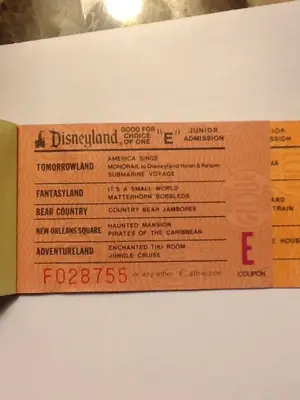 Disneyland
GOOD FOR
CHOICE
OF ONE
"E"
JUNIOR
ADMISSION
TOMORROWLAND
AMERICA SINGS
MONORAIL to Disneyland Hotel & Return
SUBMARINE VOYAGE
FANTASYLAND
IT'S A SMALL WORLD
MATTERHORN BOBSLEDS
BEAR COUNTRY
COUNTRY BEAR JAMBOREE
NEW ORLEANS SQUARE
HAUNTED MANSION
PIRATES OF THE CARIBBEAN
ADVENTURELAND
ENCHANTED TIKI ROOM
JUNGLE CRUISE
F028755
or any other "E" attraction
E
COUPON
TRAIN
HOUSE